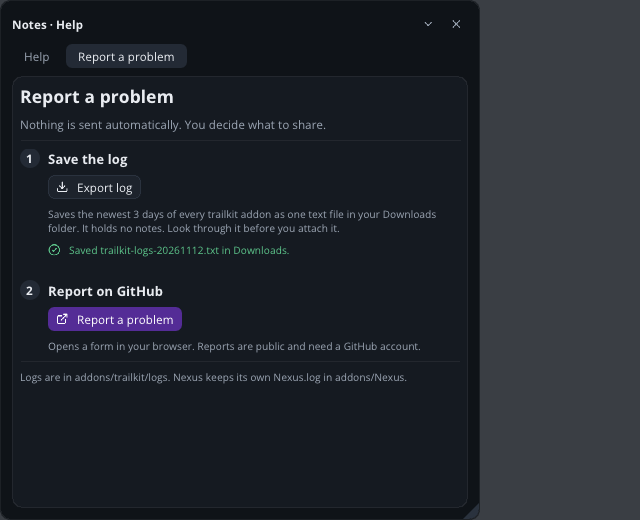 Notes · Help
Help
Report a problem
Report a problem
Nothing is sent automatically. You decide what to share.
1
Save the log
Export log
Saves the newest 3 days of every trailkit addon as one text file in your Downloads
folder. It holds no notes. Look through it before you attach it.
Saved trailkit-logs-20261112.txt in Downloads.
2
Report on GitHub
Report a problem
Opens a form in your browser. Reports are public and need a GitHub account.
Logs are in addons/trailkit/logs. Nexus keeps its own Nexus.log in addons/Nexus.